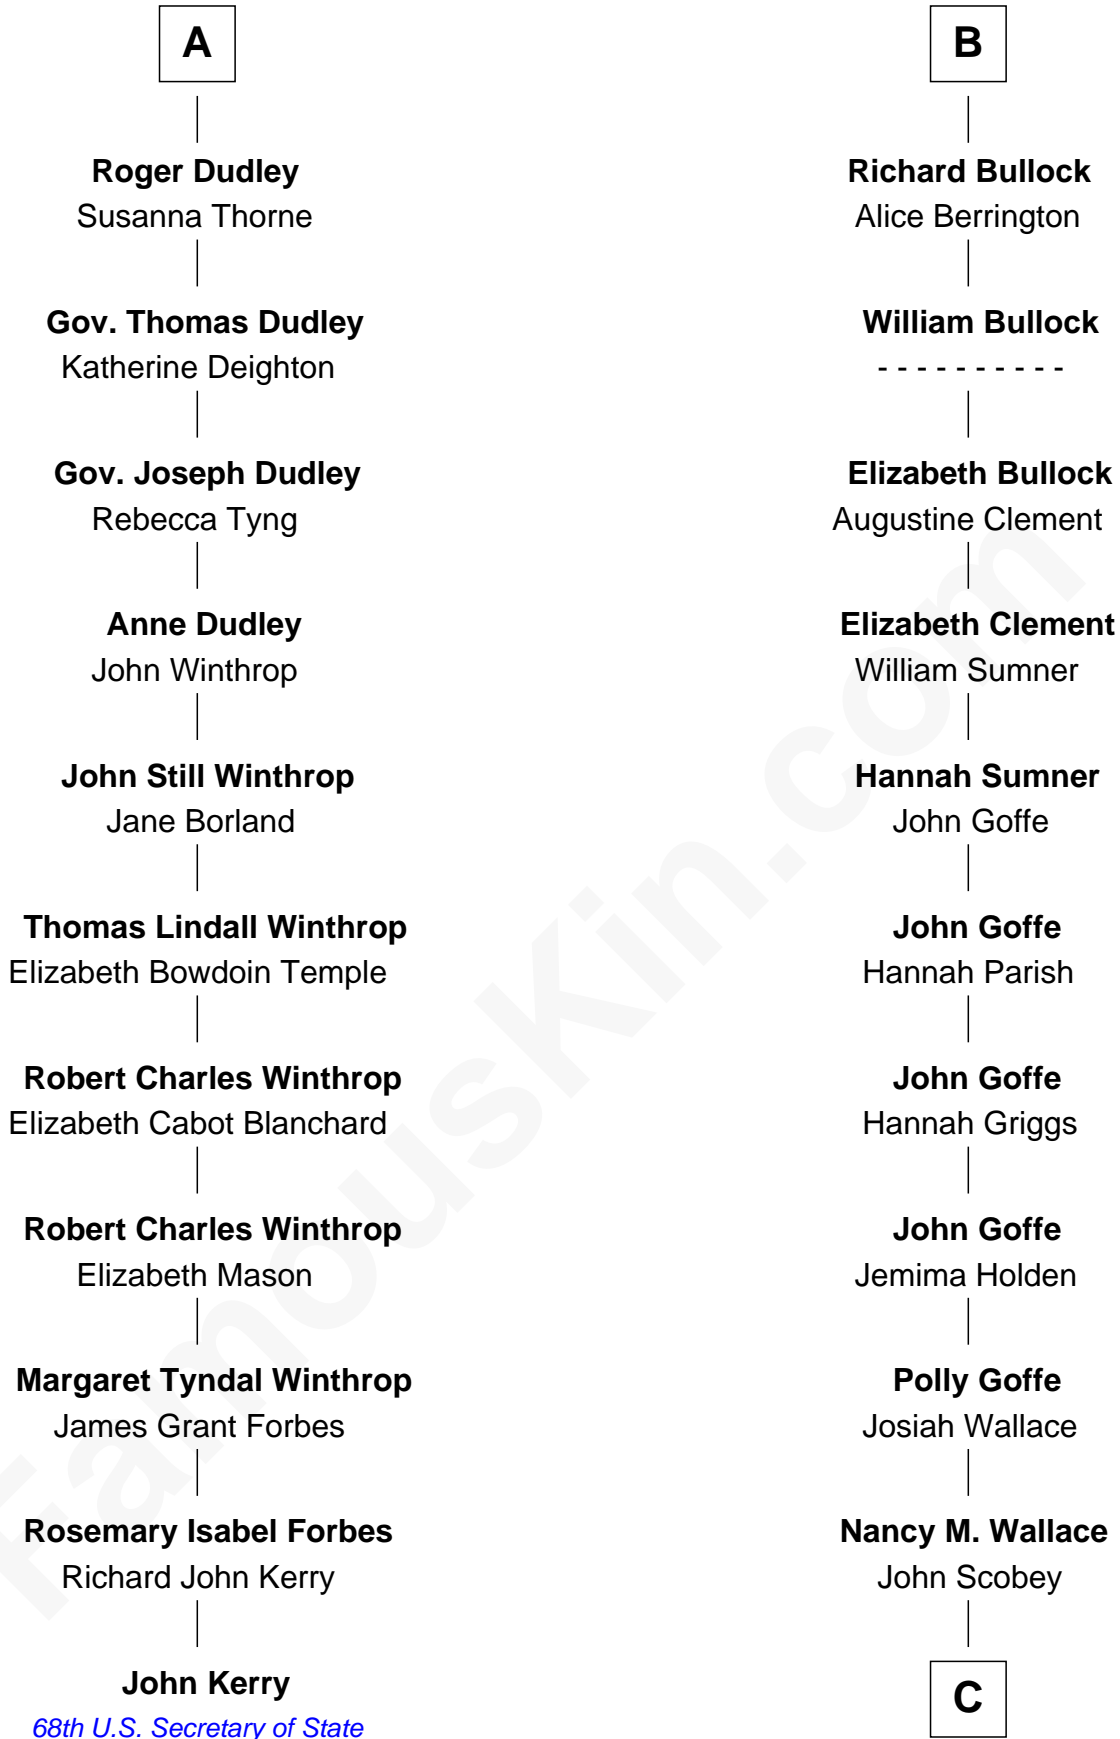 A
Roger Dudley
Susanna Thorne
Gov. Thomas Dudley
Katherine Deighton
Gov. Joseph Dudley
Rebecca Tyng
Anne Dudley
John Winthrop
John Still Winthrop
Jane Borland
Thomas Lindall Winthrop
Elizabeth Bowdoin Temple
Robert Charles Winthrop
Elizabeth Cabot Blanchard
Robert Charles Winthrop
Elizabeth Mason
Margaret Tyndal Winthrop
James Grant Forbes
Rosemary Isabel Forbes
Richard John Kerry
John Kerry
68th U.S. Secretary of State
B
Richard Bullock
Alice Berrington
William Bullock
- - - - - - - - - -
Elizabeth Bullock
Augustine Clement
Elizabeth Clement
William Sumner
Hannah Sumner
John Goffe
John Goffe
Hannah Parish
John Goffe
Hannah Griggs
John Goffe
Jemima Holden
Polly Goffe
Josiah Wallace
Nancy M. Wallace
John Scobey
C
FamousKin.com